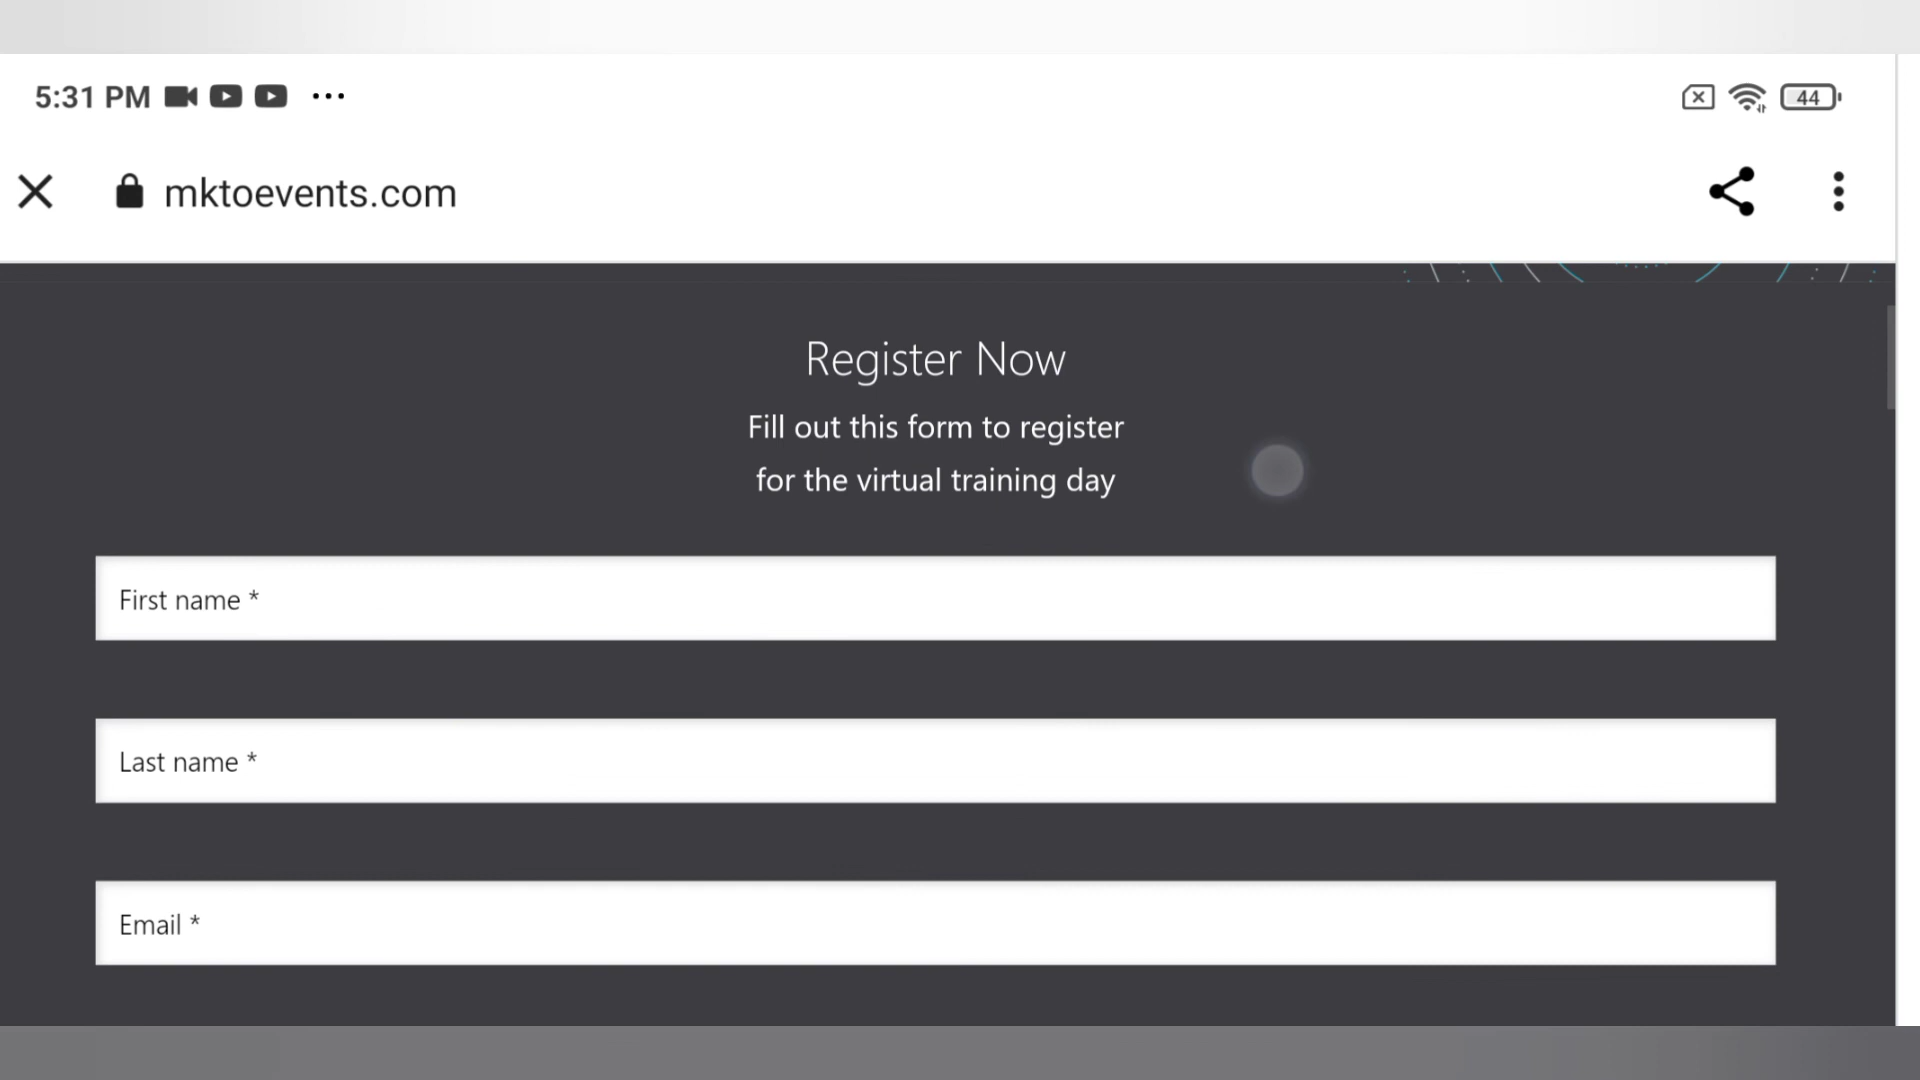 5:31 PM ...
44
mktoevents.com
Register Now
Fill out this form to register
for the virtual training day
First name *
Last name *
Email *